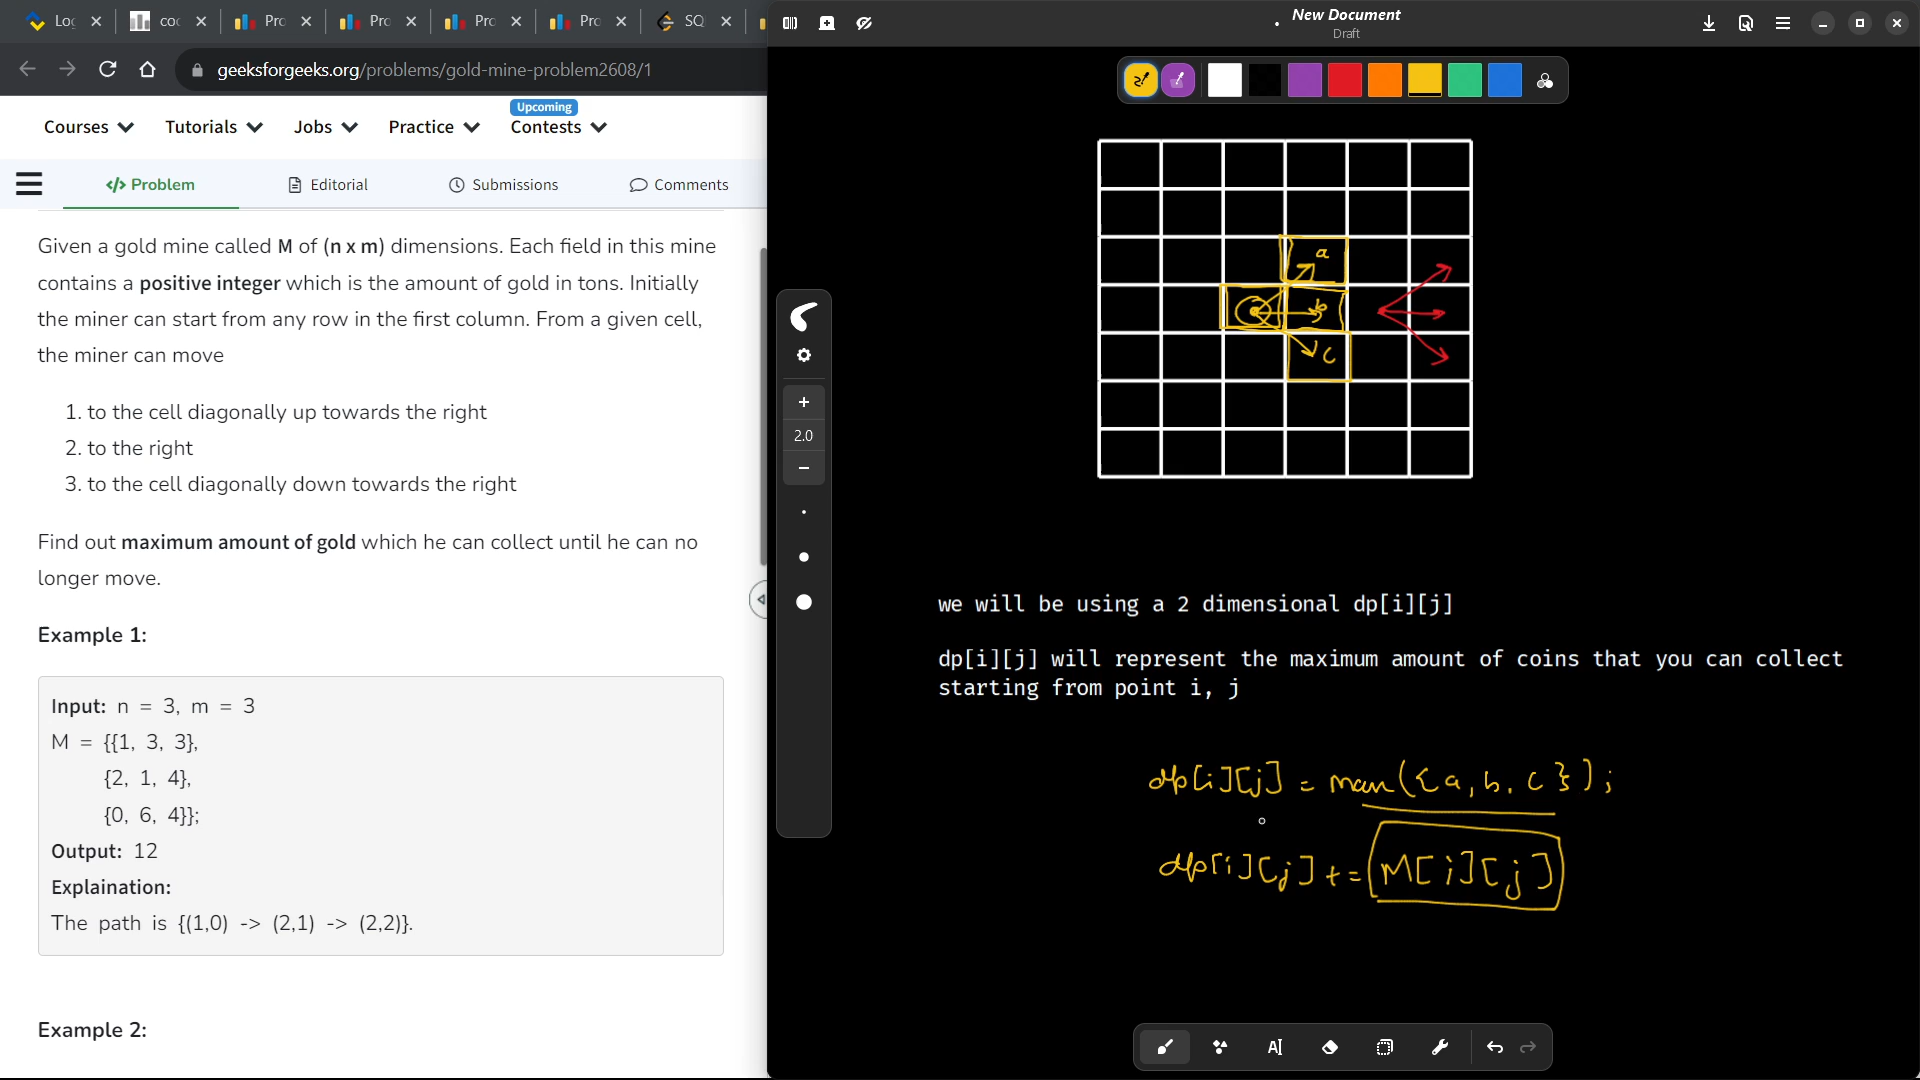 Log
coc
Pro
Pro
Pro
Pro
SQ
geeksforgeeks.org/problems/gold-mine-problem2608/1
Upcoming
Courses Tutorials Jobs Practice Contests
</> Problem Editorial Submissions Comments
Given a gold mine called M of (n x m) dimensions. Each field in this mine
contains a positive integer which is the amount of gold in tons. Initially
the miner can start from any row in the first column. From a given cell,
the miner can move
1. to the cell diagonally up towards the right
2. to the right
3. to the cell diagonally down towards the right
Find out maximum amount of gold which he can collect until he can no
longer move.
Example 1:
Input: n = 3, m = 3
M = {{1, 3, 3},
{2, 1, 4},
{0, 6, 4}};
Output: 12
Explaination:
The path is {(1,0) -> (2,1) -> (2,2)}.
Example 2:
New Document
Draft
2.0
a
b
c
we will be using a 2 dimensional dp[i][j]
dp[i][j] will represent the maximum amount of coins that you can collect
starting from point i, j
dp[i][j] = max({a, b, c});
dp[i][j] += M[i][j]